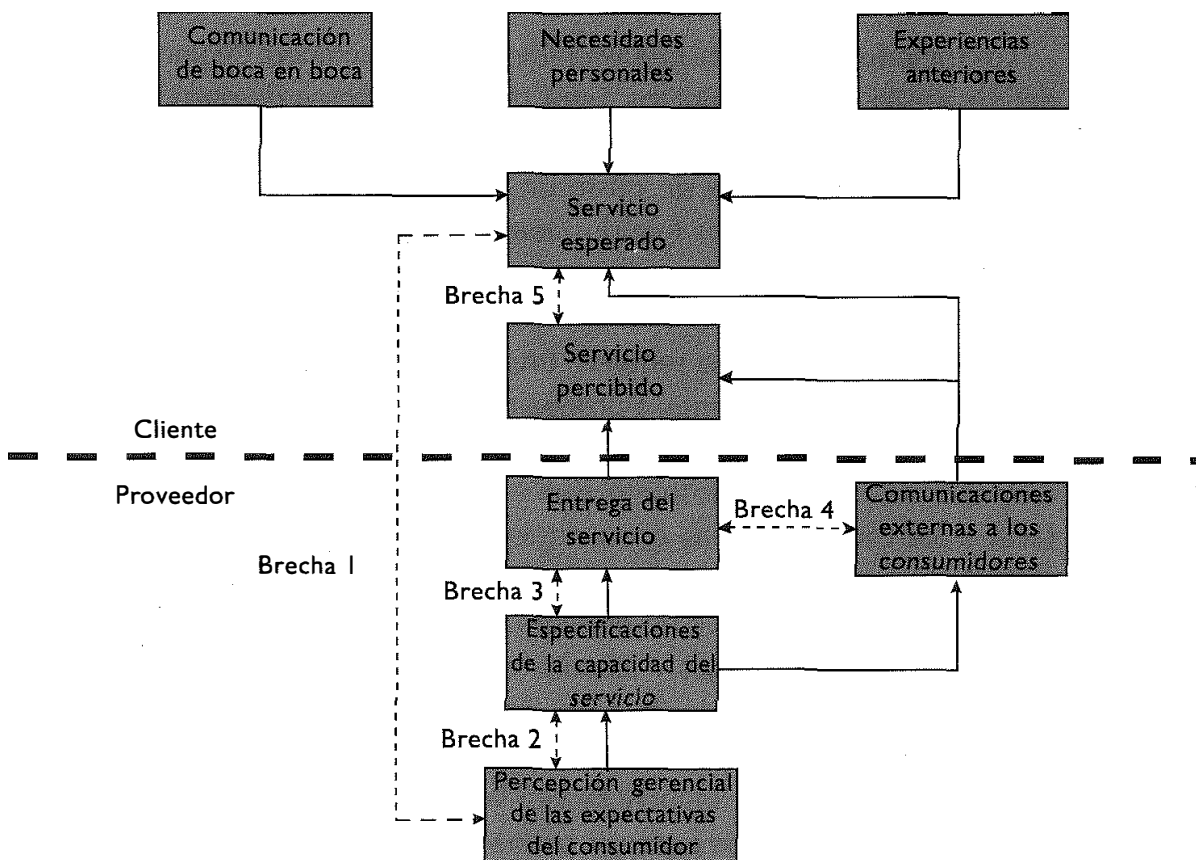 Comunicación
de boca en boca
Necesidades
personales
Experiencias
anteriores
Servicio
esperado
Brecha 5
Servicio
percibido
Cliente
Proveedor
Entrega del
servicio
Brecha 4
Comunicaciones
externas a los
consumidores
Brecha 1
Brecha 3
Especificaciones
de la capacidad del
servicio
Brecha 2
Percepción gerencial
de las expectativas
del consumidor